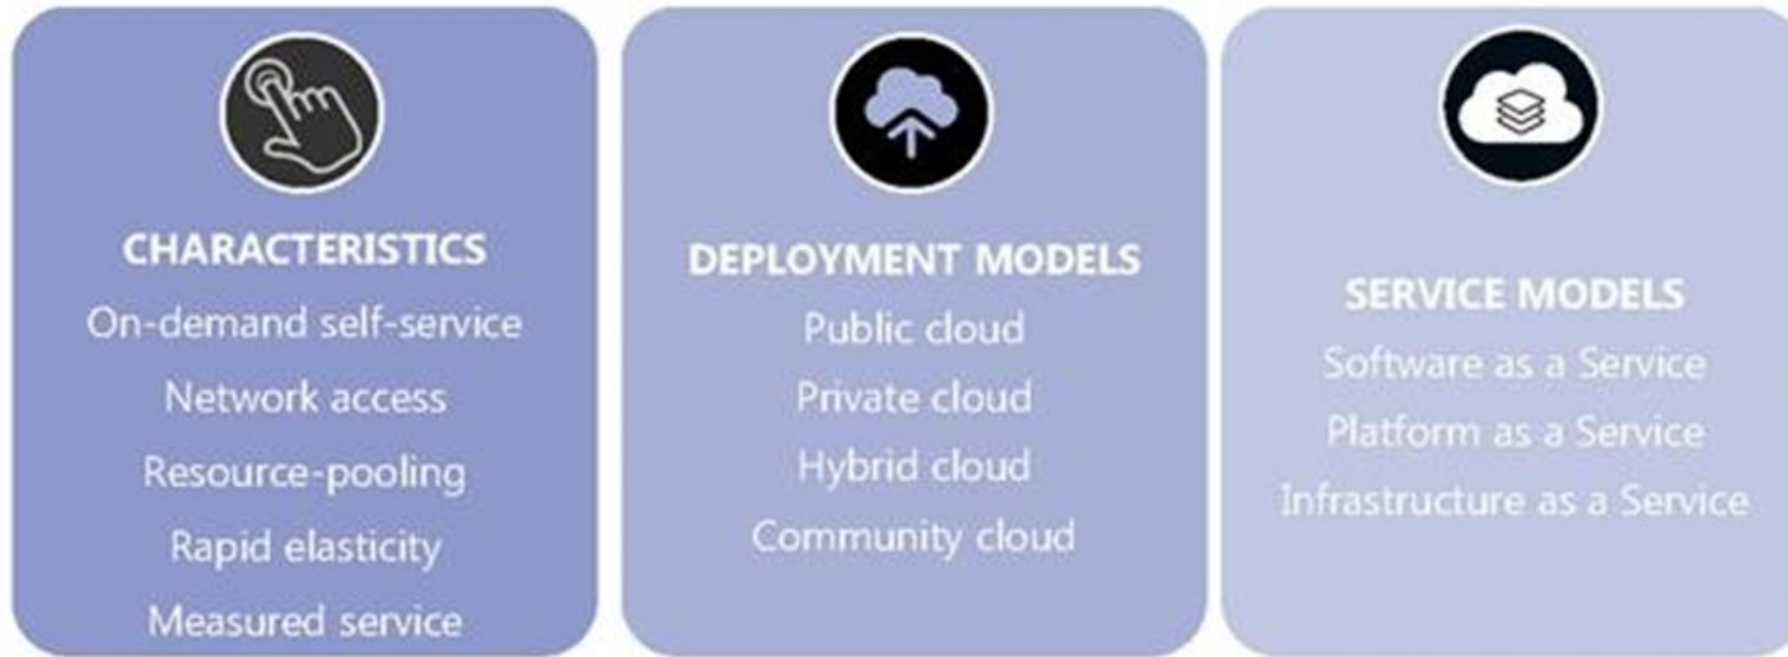 CHARACTERISTICS
On-demand self-service
Network access
Resource-pooling
Rapid elasticity
Measured service
DEPLOYMENT MODELS
Public cloud
Private cloud
Hybrid cloud
Community cloud
SERVICE MODELS
Software as a Service
Platform as a Service
Infrastructure as a Service